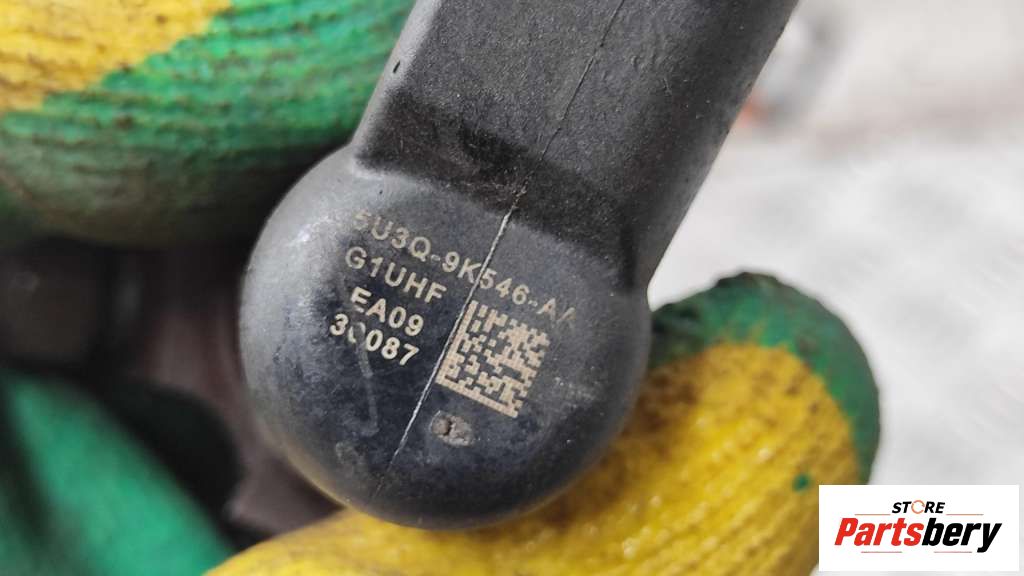 5U3Q-9K546-AA
G1UHF
EA09
30087
STORE
Partsbery